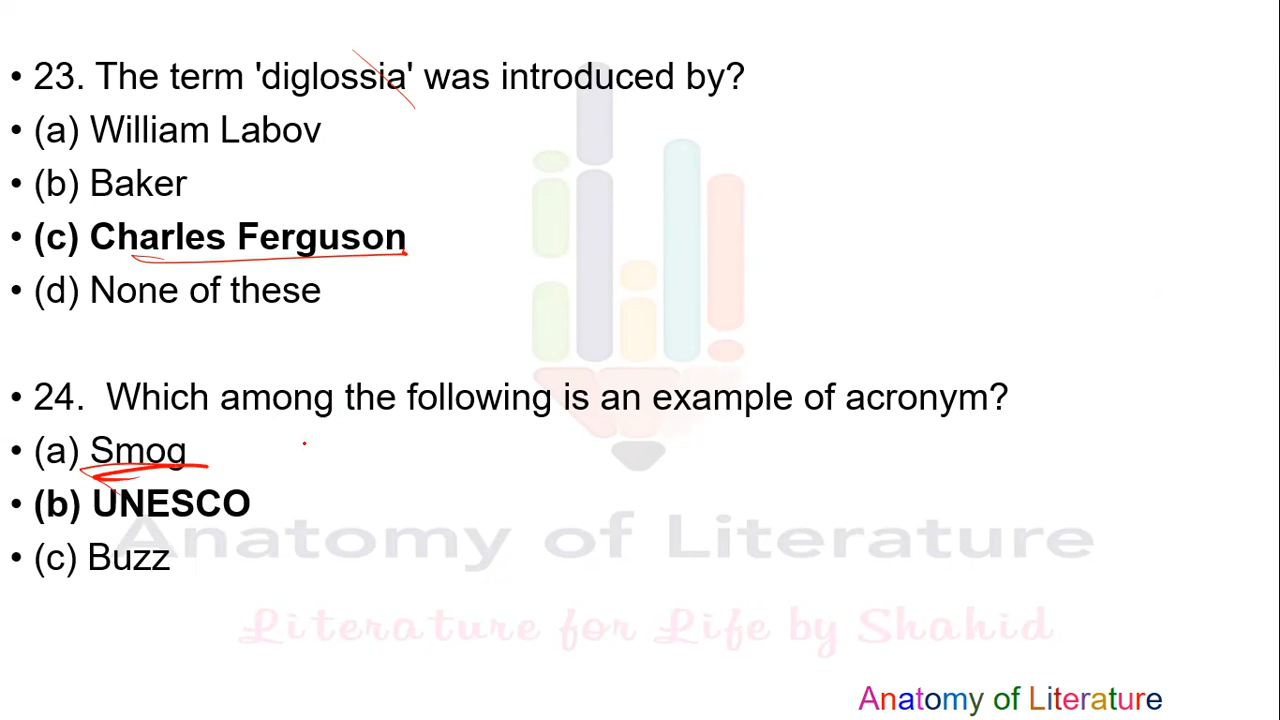 • 23. The term 'diglossia' was introduced by?
• (a) William Labov
• (b) Baker
• (c) Charles Ferguson
• (d) None of these
• 24. Which among the following is an example of acronym?
• (a) Smog
• (b) UNESCO
• (c) Buzz
Anatomy of Literature
Literature for Life by Shahid
Anatomy of Literature